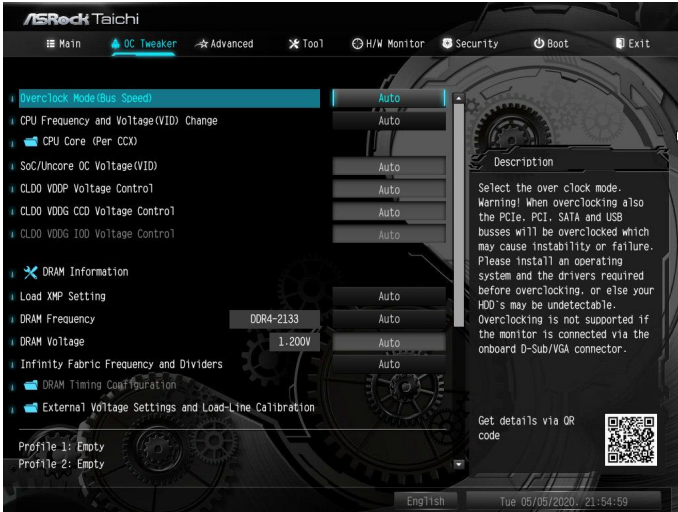 ASRock Taichi
Main OC Tweaker Advanced Tool H/W Monitor Security Boot Exit
Overclock Mode(Bus Speed) Auto
CPU Frequency and Voltage(VID) Change Auto
CPU Core (Per CCX)
SoC/Uncore OC Voltage(VID) Auto
CLDO VDDP Voltage Control Auto
CLDO VDDG CCD Voltage Control Auto
CLDO VDDG IOD Voltage Control Auto
DRAM Information
Load XMP Setting Auto
DRAM Frequency DDR4-2133 Auto
DRAM Voltage 1.200V Auto
Infinity Fabric Frequency and Dividers Auto
DRAM Timing Configuration
External Voltage Settings and Load-Line Calibration
Profile 1: Empty
Profile 2: Empty
Description
Select the over clock mode.
Warning! When overclocking also
the PCIe, PCI, SATA and USB
busses will be overclocked which
may cause instability or failure.
Please install an operating
system and the drivers required
before overclocking, or else your
HDD`s may be undetectable.
Overclocking is not supported if
the monitor is connected via the
onboard D-Sub/VGA connector.
Get details via QR
code
English Tue 05/05/2020, 21:54:59